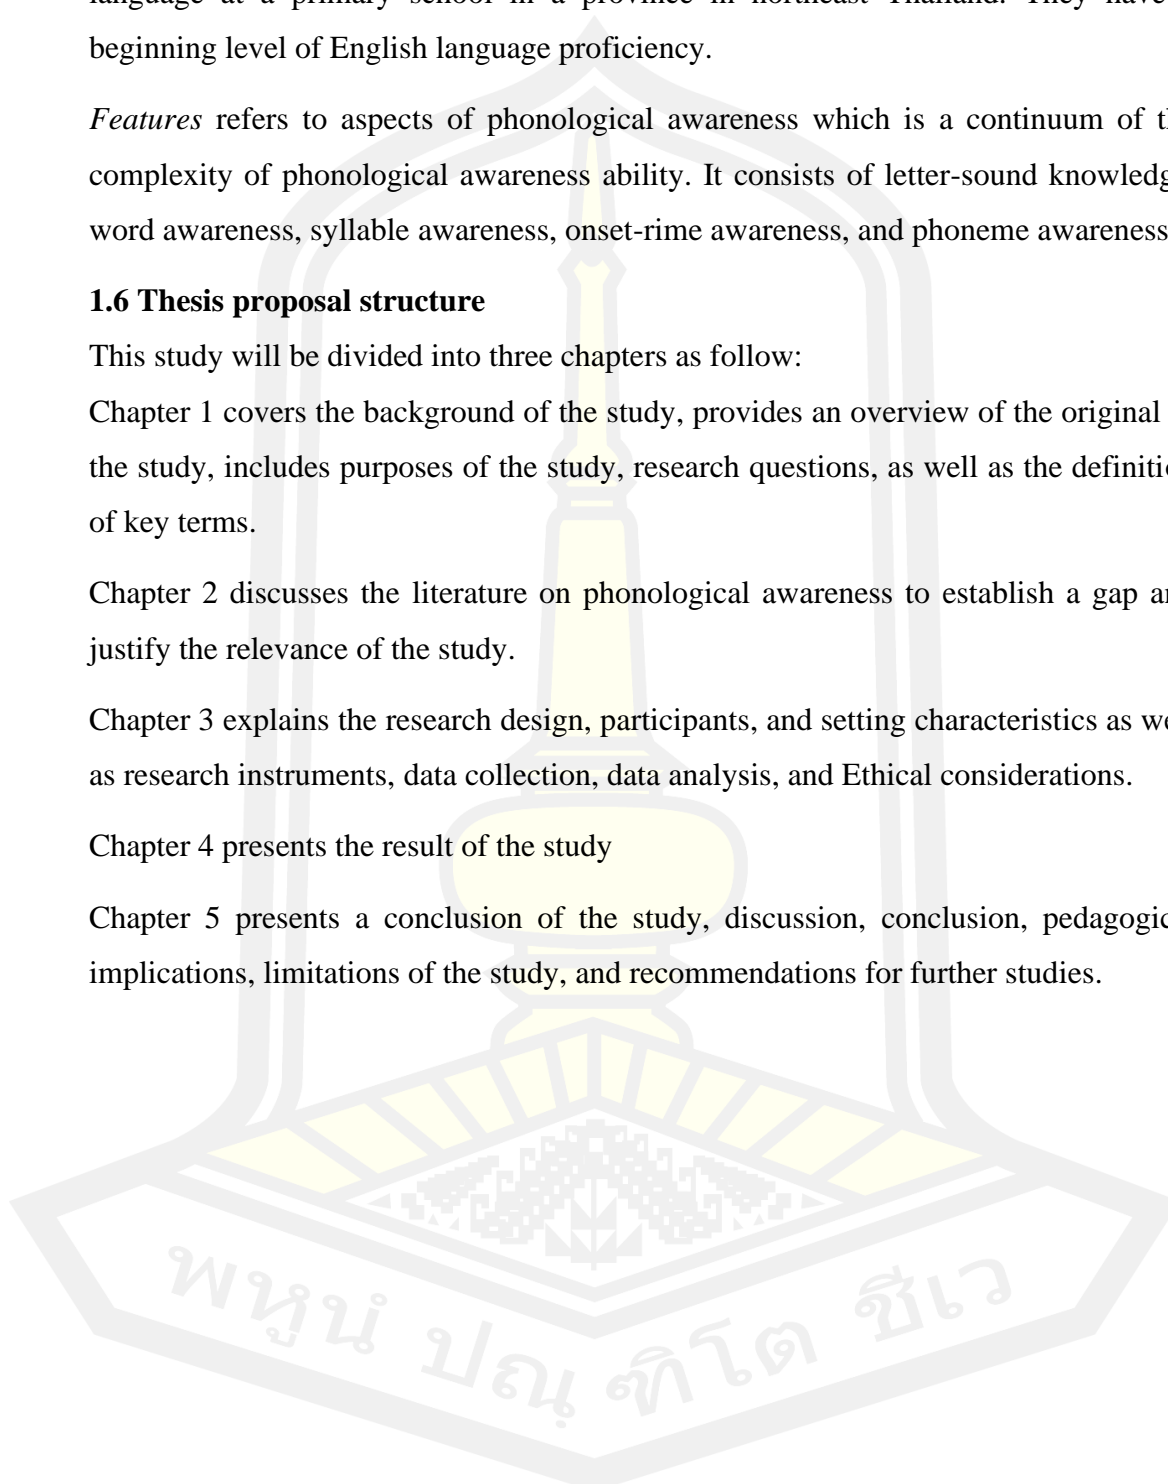 language at a primary school in a province in northeast Thailand. They have
beginning level of English language proficiency.
Features refers to aspects of phonological awareness which is a continuum of
complexity of phonological awareness ability. It consists of letter-sound
word awareness, syllable awareness, onset-rime awareness, and phoneme awareness
1.6 Thesis proposal structure
This study will be divided into three chapters as follow:
Chapter 1 covers the background of the study, provides an overview of the original
the study, includes purposes of the study, research questions, as well as the
of key terms.
Chapter 2 discusses the literature on phonological awareness to establish a gap
justify the relevance of the study.
Chapter 3 explains the research design, participants, and setting characteristics as
as research instruments, data collection, data analysis, and Ethical considerations.
Chapter 4 presents the result of the study
Chapter 5 presents a conclusion of the study, discussion, conclusion,
implications, limitations of the study, and recommendations for further studies.
พหูนํ ปณฺฑิโต ชีเว